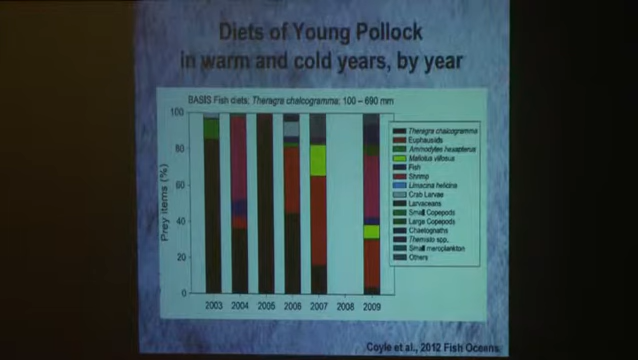 Diets of Young Pollock
in warm and cold years, by year
BASIS Fish diets; Theragra chalcogramma; 100 – 690 mm
Prey items (%)
100
80
60
40
20
0
2003 2004 2005 2006 2007 2008 2009
Theragra chalcogramma
Euphausids
Ammodytes hexapterus
Mallotus villosus
Fish
Shrimp
Limacina helicina
Crab Larvae
Larvaceans
Small Copepods
Large Copepods
Chaetognaths
Themisto spp.
Small meroplankton
Others
Coyle et al., 2012 Fish Oceans